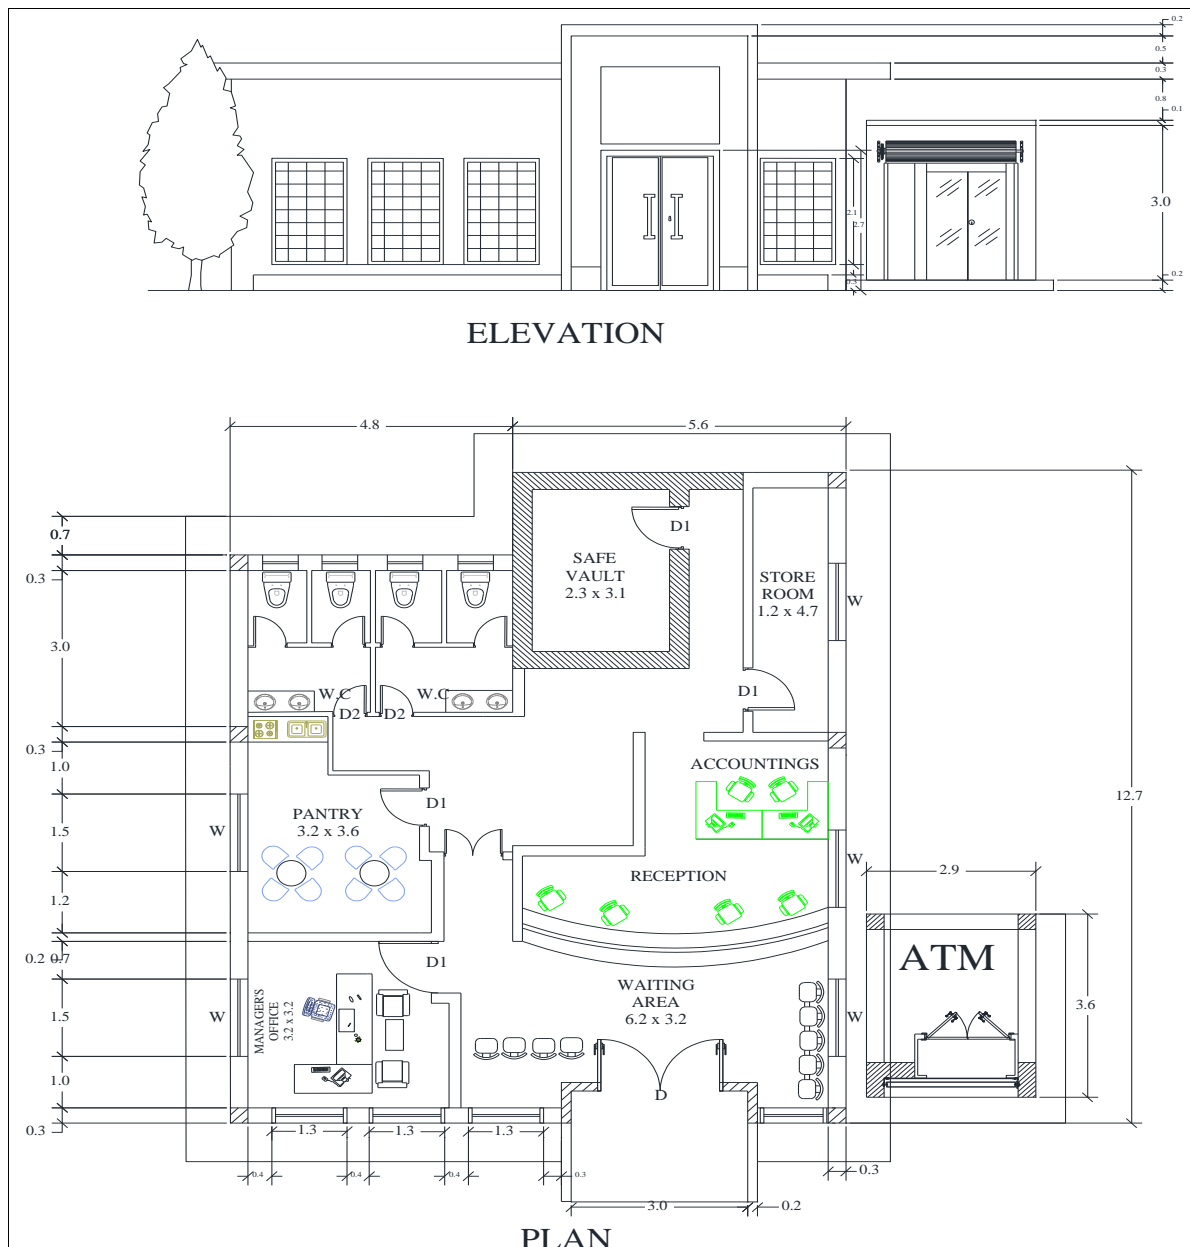 0.2
0.5
0.3
0.8
0.1
3.0
2.1
2.7
0.2
ELEVATION
4.8
5.6
0.7
D1
0.3
SAFE
VAULT
2.3 x 3.1
STORE
ROOM
1.2 x 4.7
W
3.0
W.C
W.C
D1
D2
D2
0.3
1.0
ACCOUNTINGS
12.7
D1
PANTRY
3.2 x 3.6
1.5
W
W
RECEPTION
2.9
1.2
0.2
0.7
D1
ATM
WAITING
AREA
6.2 x 3.2
MANAGER'S
OFFICE
3.2 x 3.2
3.6
1.5
W
W
1.0
D
0.3
1.3
1.3
1.3
0.4
0.4
0.4
0.3
0.3
3.0
0.2
PLAN